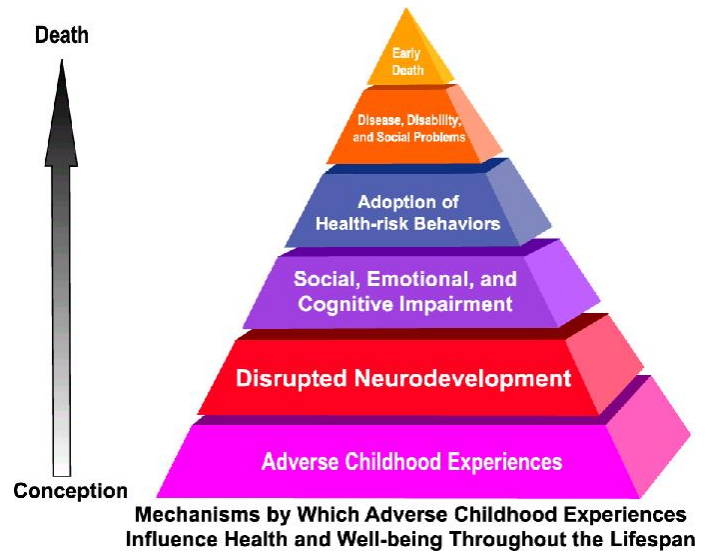 Death
Early
Death
Disease, Disability,
and Social Problems
Adoption of
Health-risk Behaviors
Social, Emotional, and
Cognitive Impairment
Disrupted Neurodevelopment
Adverse Childhood Experiences
Conception
Mechanisms by Which Adverse Childhood Experiences
Influence Health and Well-being Throughout the Lifespan